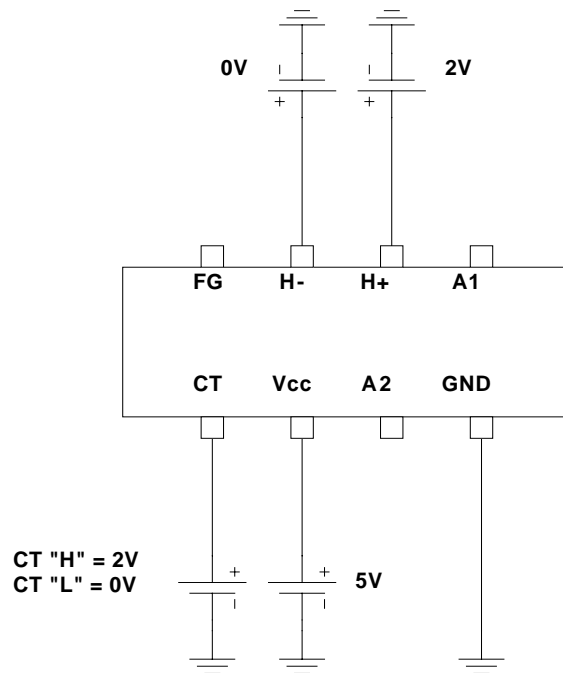 0V 2V
FG H- H+ A1
CT Vcc A2 GND
CT "H" = 2V
CT "L" = 0V
5V